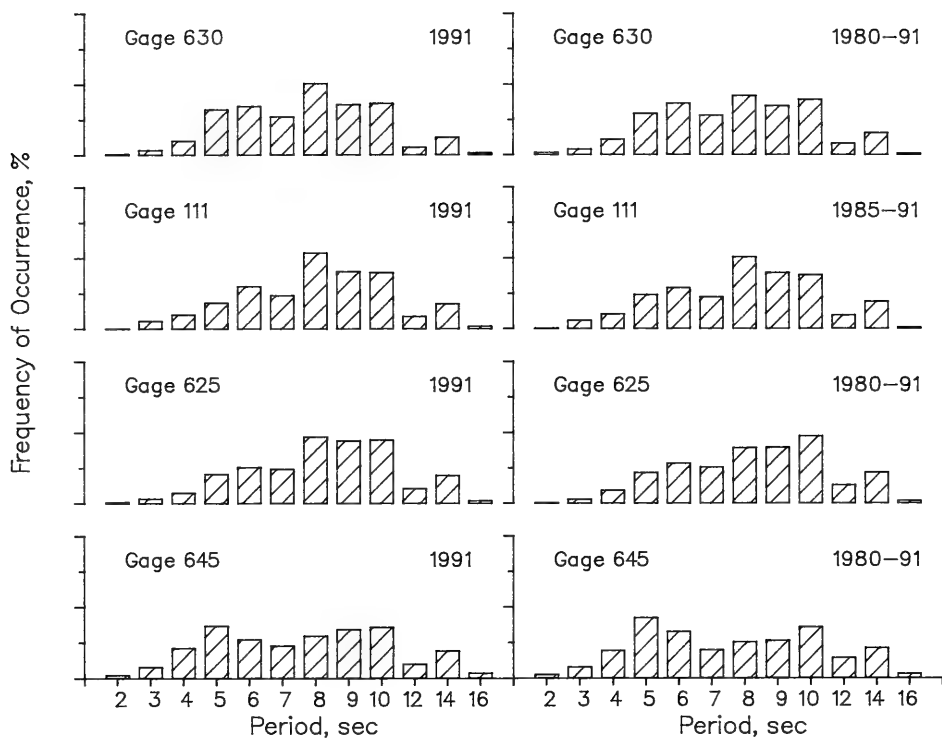 Gage 630 1991
Gage 630 1980-91
Gage 111 1991
Gage 111 1985-91
Gage 625 1991
Gage 625 1980-91
Gage 645 1991
Gage 645 1980-91
Frequency of Occurrence, %
2 3 4 5 6 7 8 9 10 12 14 16
2 3 4 5 6 7 8 9 10 12 14 16
Period, sec
Period, sec